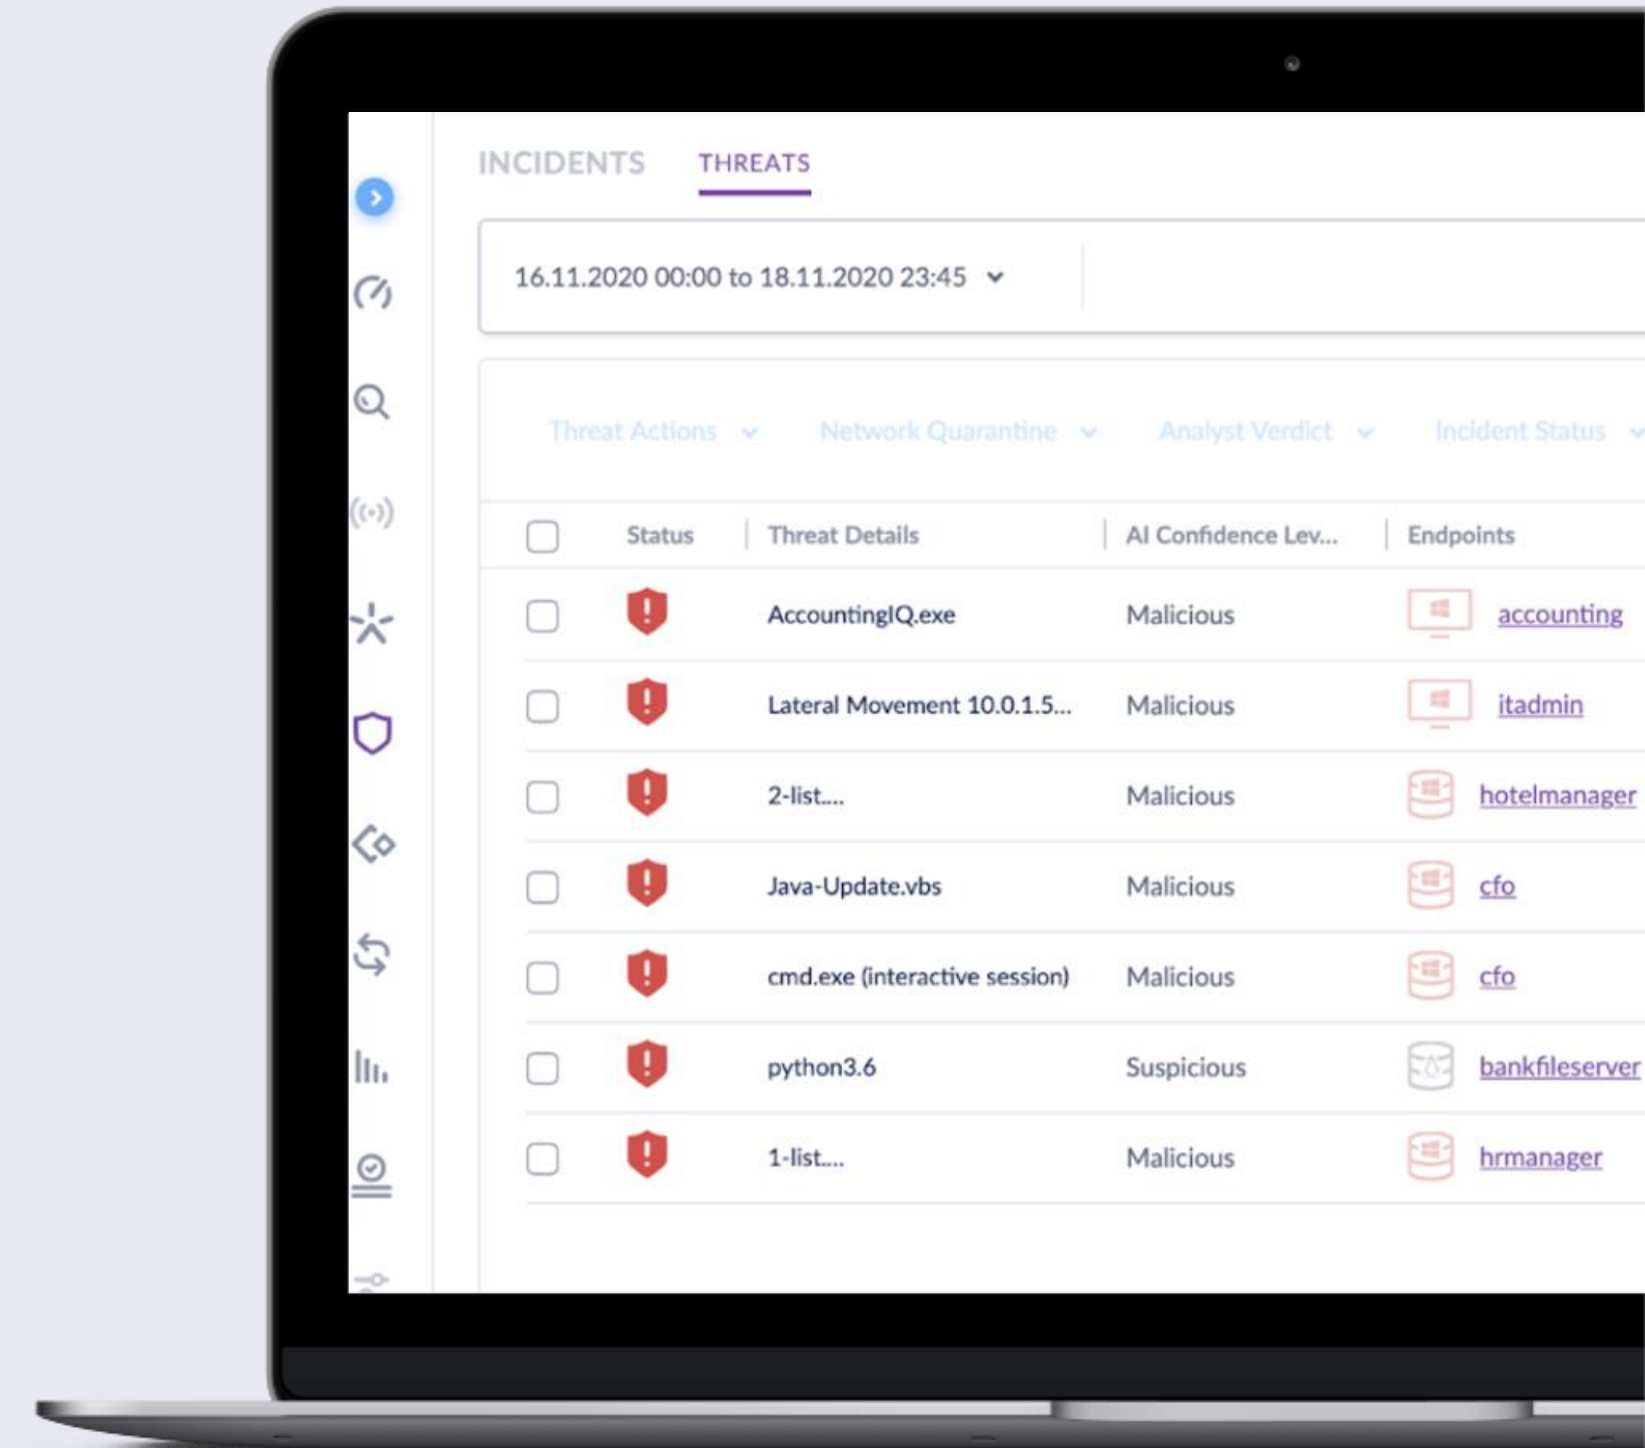 INCIDENTS THREATS
16.11.2020 00:00 to 18.11.2020 23:45
Threat Actions Network Quarantine Analyst Verdict Incident Status
Status Threat Details AI Confidence Lev... Endpoints
AccountingIQ.exe Malicious accounting
Lateral Movement 10.0.1.5... Malicious itadmin
2-list.... Malicious hotelmanager
Java-Update.vbs Malicious cfo
cmd.exe (interactive session) Malicious cfo
python3.6 Suspicious bankfileserver
1-list.... Malicious hrmanager